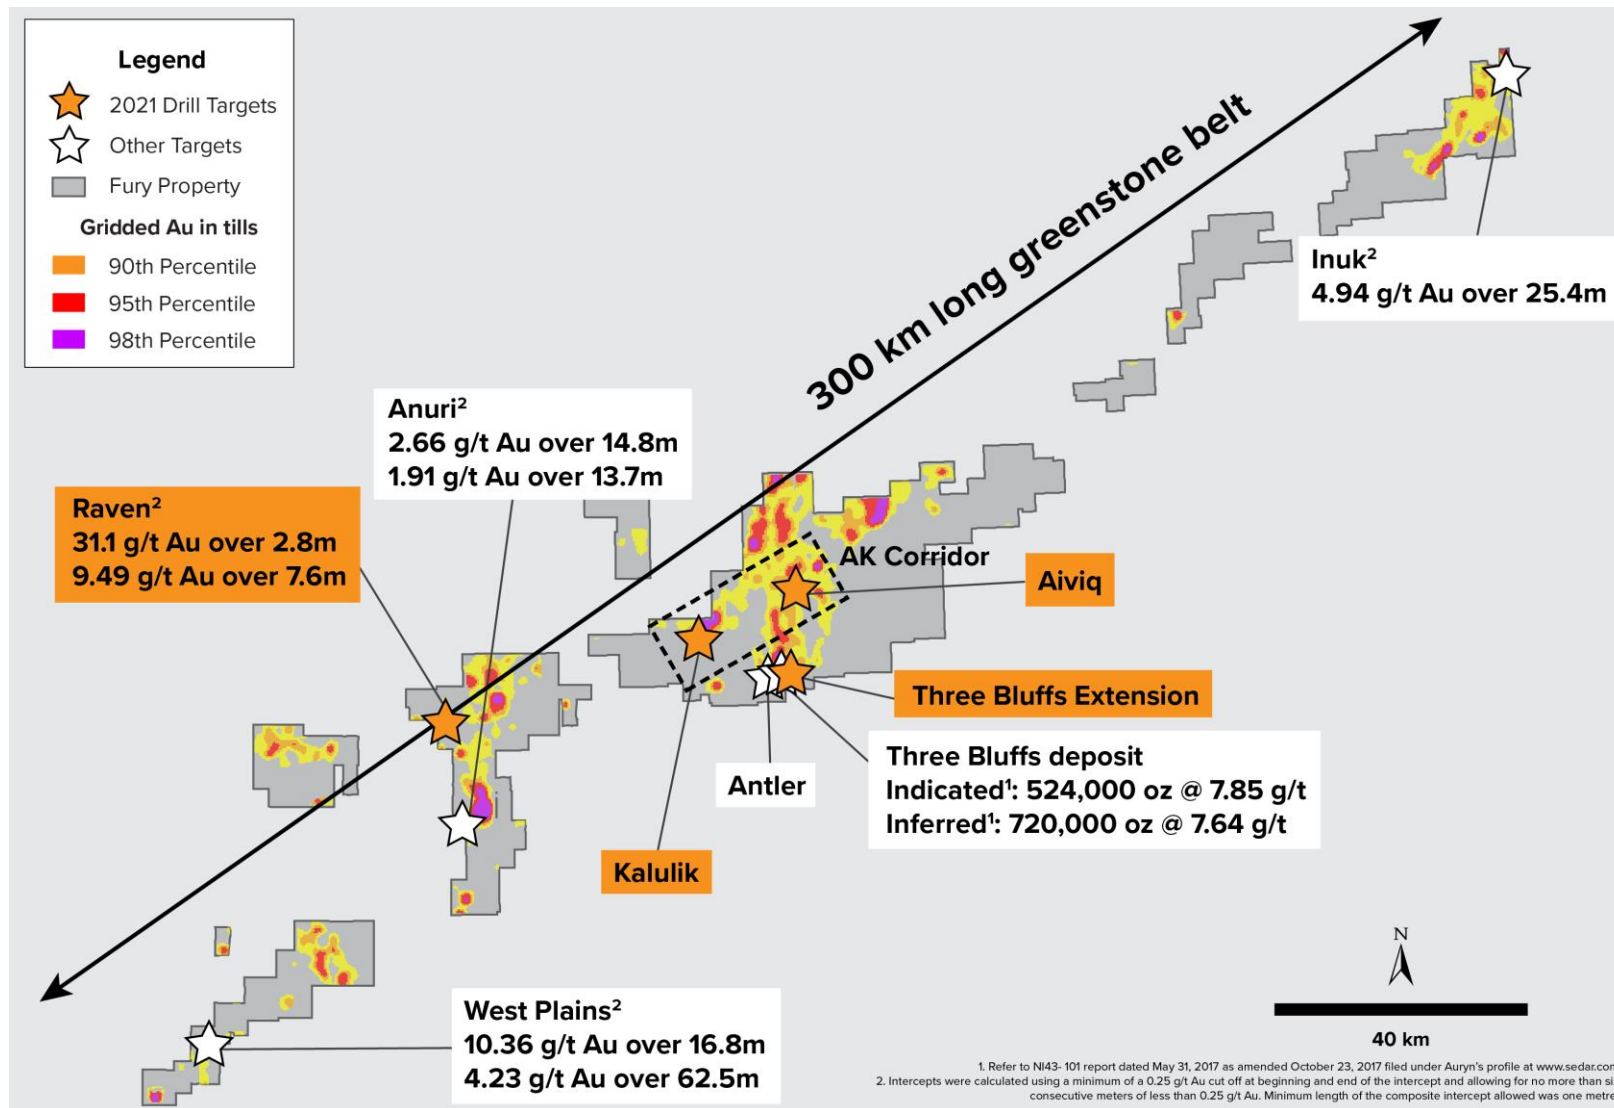 Legend
2021 Drill Targets
Other Targets
Fury Property
Gridded Au in tills
90th Percentile
95th Percentile
98th Percentile
300 km long greenstone belt
Inuk²
4.94 g/t Au over 25.4m
Anuri²
2.66 g/t Au over 14.8m
1.91 g/t Au over 13.7m
Raven²
31.1 g/t Au over 2.8m
9.49 g/t Au over 7.6m
AK Corridor
Aiviq
Three Bluffs Extension
Three Bluffs deposit
Indicated¹: 524,000 oz @ 7.85 g/t
Inferred¹: 720,000 oz @ 7.64 g/t
Antler
Kalulik
West Plains²
10.36 g/t Au over 16.8m
4.23 g/t Au over 62.5m
N
40 km
1. Refer to NI43- 101 report dated May 31, 2017 as amended October 23, 2017 filed under Auryn's profile at www.sedar.com
2. Intercepts were calculated using a minimum of a 0.25 g/t Au cut off at beginning and end of the intercept and allowing for no more than
consecutive meters of less than 0.25 g/t Au. Minimum length of the composite intercept allowed was one metre